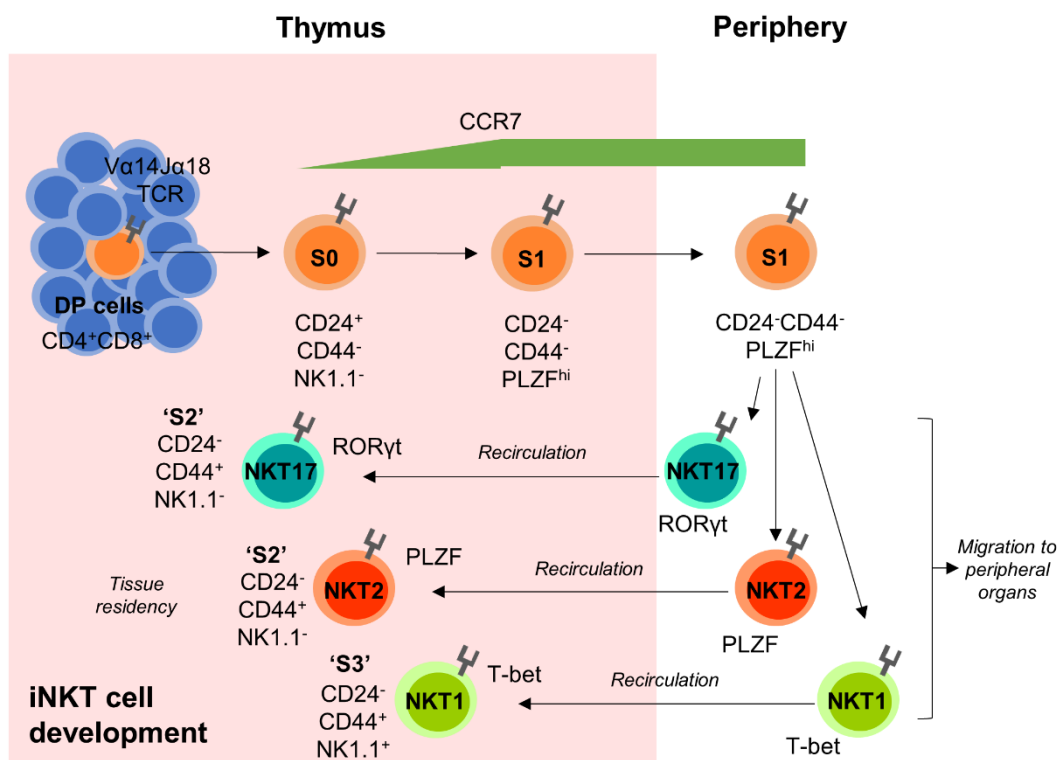 Thymus
Periphery
CCR7
Vα14Jα18
TCR
S0
S1
S1
DP cells
CD4⁺CD8⁺
CD24⁺
CD44⁻
NK1.1⁻
CD24⁻
CD44⁻
PLZFʰⁱ
CD24⁻CD44⁻
PLZFʰⁱ
‘S2’
CD24⁻
CD44⁺
NK1.1⁻
NKT17
RORγt
Recirculation
NKT17
RORγt
‘S2’
CD24⁻
CD44⁺
NK1.1⁻
NKT2
PLZF
Recirculation
NKT2
PLZF
Tissue
residency
Migration to
peripheral
organs
‘S3’
CD24⁻
CD44⁺
NK1.1⁺
NKT1
T-bet
Recirculation
NKT1
T-bet
iNKT cell
development